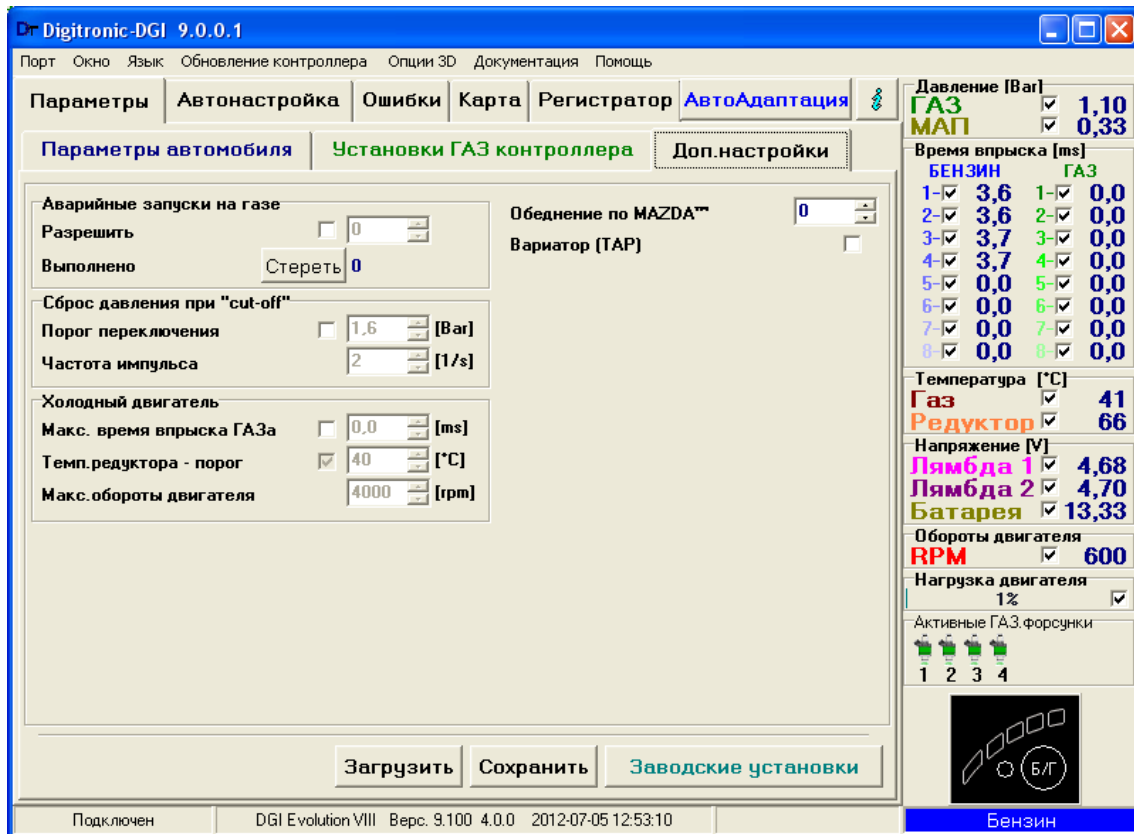 Digitronic-DGI 9.0.0.1
Порт Окно Язык Обновление контроллера Опции 3D Документация Помощь
Параметры Автонастройка Ошибки Карта Регистратор АвтоАдаптация i
Параметры автомобиля Установки ГАЗ контроллера Доп.настройки
Аварийные запуски на газе
Разрешить 0
Выполнено Стереть 0
Сброс давления при "cut-off"
Порог переключения 1,6 [Bar]
Частота импульса 2 [1/s]
Холодный двигатель
Макс. время впрыска ГАЗа 0,0 [ms]
Темп.редуктора - порог 40 [°C]
Макс.обороты двигателя 4000 [rpm]
Обеднение по MAZDA™ 0
Вариатор (TAP)
Загрузить Сохранить Заводские установки
Давление [Bar]
ГАЗ 1,10
МАП 0,33
Время впрыска [ms]
БЕНЗИН ГАЗ
1- 3,6 1- 0,0
2- 3,6 2- 0,0
3- 3,7 3- 0,0
4- 3,7 4- 0,0
5- 0,0 5- 0,0
6- 0,0 6- 0,0
7- 0,0 7- 0,0
8- 0,0 8- 0,0
Температура [°C]
Газ 41
Редуктор 66
Напряжение [V]
Лямбда 1 4,68
Лямбда 2 4,70
Батарея 13,33
Обороты двигателя
RPM 600
Нагрузка двигателя
1%
Активные ГАЗ.форсунки
1 2 3 4
Б/Г
Подключен DGI Evolution VIII Верс. 9.100 4.0.0 2012-07-05 12:53:10 Бензин